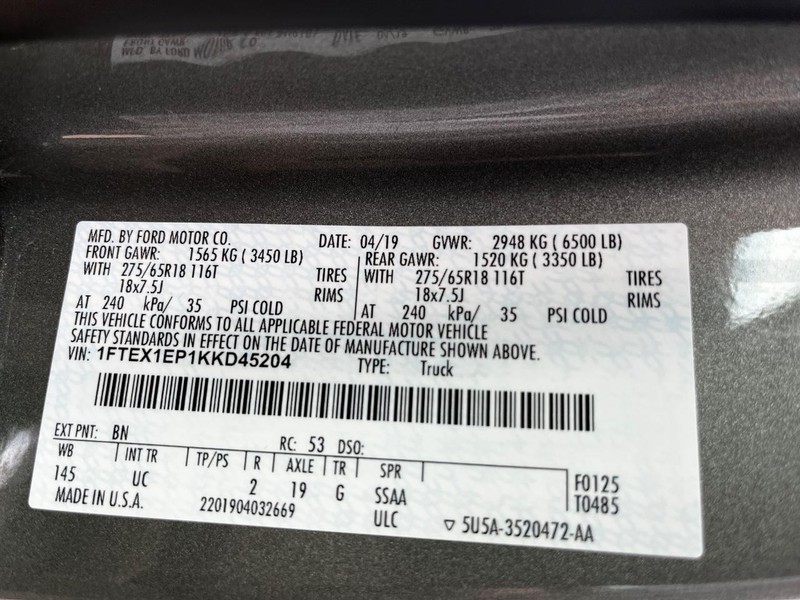 MFD. BY FORD MOTOR CO. DATE: 04/19 GVWR: 2948 KG ( 6500 LB)
FRONT GAWR: 1565 KG ( 3450 LB) REAR GAWR: 1520 KG ( 3350 LB)
WITH 275/65R18 116T TIRES WITH 275/65R18 116T TIRES
18x7.5J RIMS 18x7.5J RIMS
AT 240 kPa/ 35 PSI COLD AT 240 kPa/ 35 PSI COLD
THIS VEHICLE CONFORMS TO ALL APPLICABLE FEDERAL MOTOR VEHICLE
SAFETY STANDARDS IN EFFECT ON THE DATE OF MANUFACTURE SHOWN ABOVE.
VIN: 1FTEX1EP1KKD45204 TYPE: Truck
EXT PNT: BN RC: 53 DSO:
WB INT TR TP/PS R AXLE TR SPR
145 UC 2 19 G SSAA F0125
MADE IN U.S.A. 2201904032669 ULC T0485
▽ 5U5A-3520472-AA